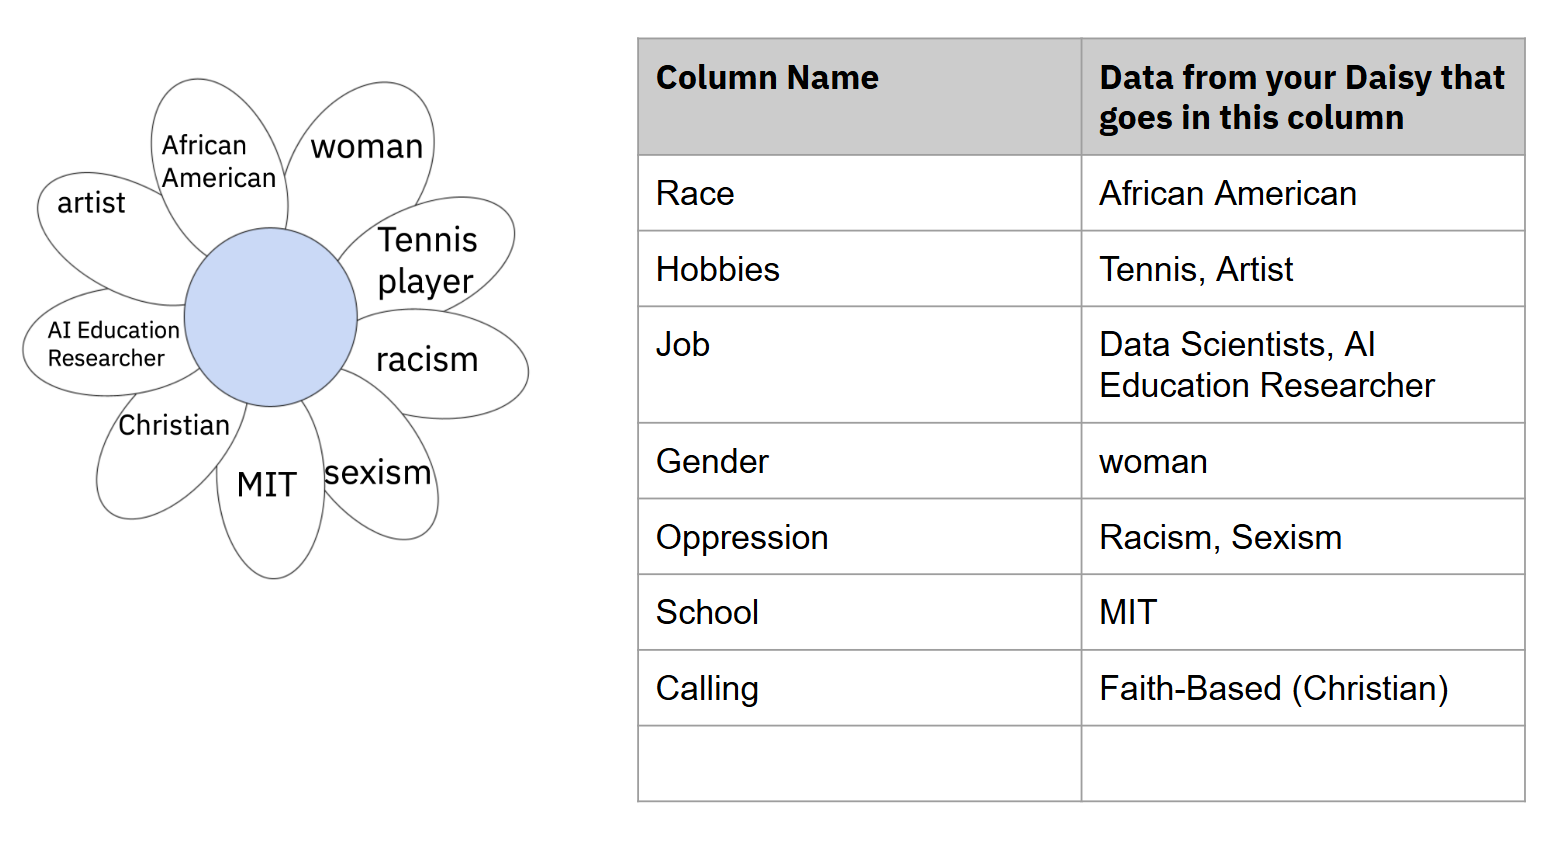 African
American
woman
artist
Tennis
player
AI Education
Researcher
racism
Christian
MIT
sexism
Column Name
Data from your Daisy that
goes in this column
Race
African American
Hobbies
Tennis, Artist
Job
Data Scientists, AI
Education Researcher
Gender
woman
Oppression
Racism, Sexism
School
MIT
Calling
Faith-Based (Christian)